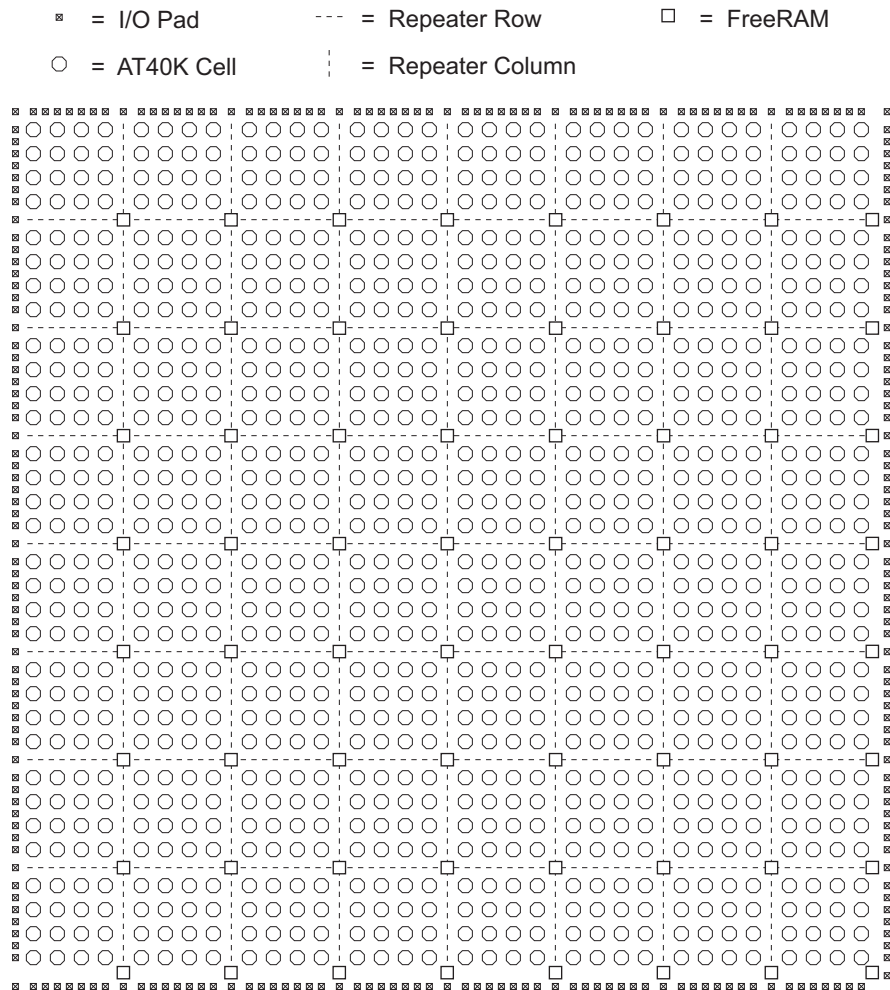 = I/O Pad
= Repeater Row
= FreeRAM
= AT40K Cell
= Repeater Column